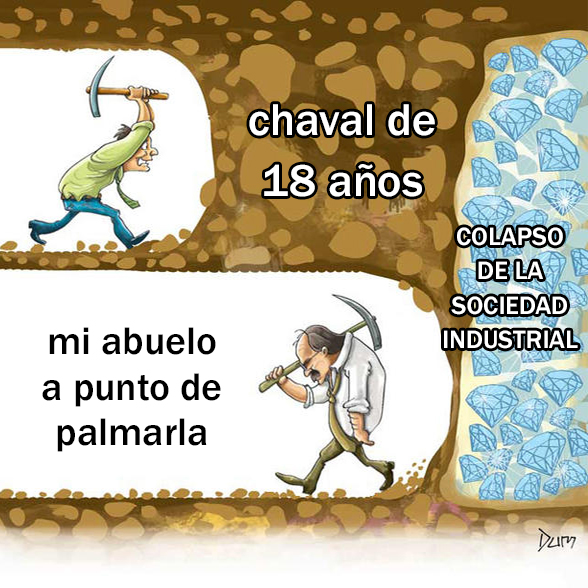 chaval de
18 años
COLAPSO
DE LA
SOCIEDAD
INDUSTRIAL
mi abuelo
a punto de
palmarla
Dum